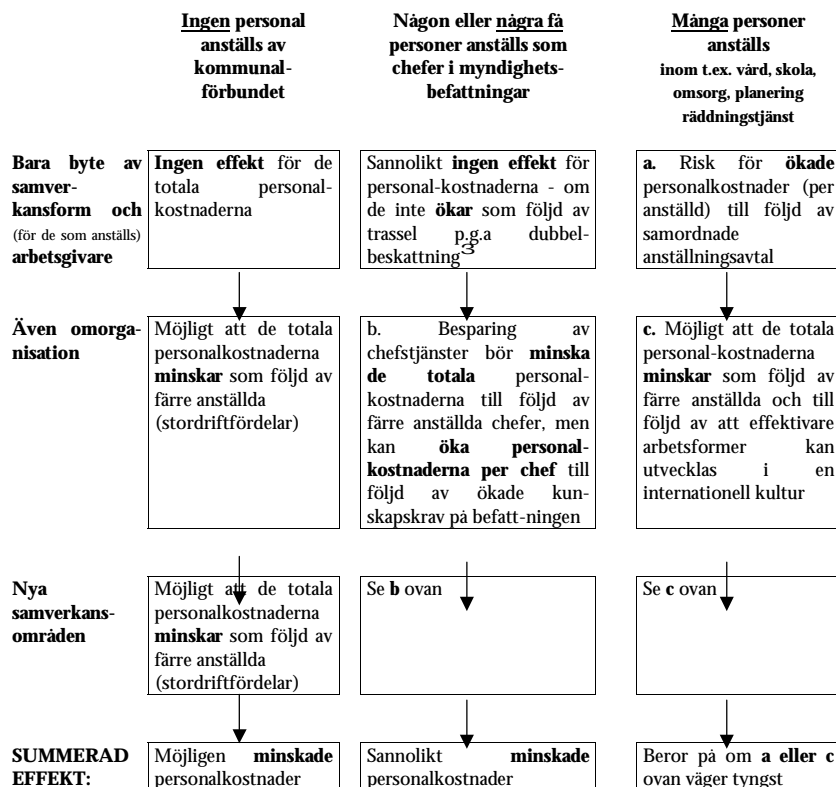 Ingen personal
anställs av
kommunal-
förbundet
Någon eller några få
personer anställs som
chefer i myndighets-
befattningar
Många personer
anställs
inom t.ex. vård, skola,
omsorg, planering
räddningstjänst
Bara byte av
samver-
kansform och
(för de som anställs)
arbetsgivare
Ingen effekt för de
totala personal-
kostnaderna
Sannolikt ingen effekt för
personal-kostnaderna - om
de inte ökar som följd av
trassel p.g.a dubbel-
beskattning3
a. Risk för ökade
personalkostnader (per
anställd) till följd av
samordnade
anställningsavtal
Även omorga-
nisation
Möjligt att de totala
personalkostnaderna
minskar som följd av
färre anställda
(stordriftfördelar)
b. Besparing av
chefstjänster bör minska
de totala personal-
kostnaderna till följd av
färre anställda chefer, men
kan öka personal-
kostnaderna per chef till
följd av ökade kun-
skapskrav på befatt-ningen
c. Möjligt att de totala
personal-kostnaderna
minskar som följd av
färre anställda och till
följd av att effektivare
arbetsformer kan
utvecklas i en
internationell kultur
Nya
samverkans-
områden
Möjligt att de totala
personalkostnaderna
minskar som följd av
färre anställda
(stordriftfördelar)
Se b ovan
Se c ovan
SUMMERAD
EFFEKT:
Möjligen minskade
personalkostnader
Sannolikt minskade
personalkostnader
Beror på om a eller c
ovan väger tyngst